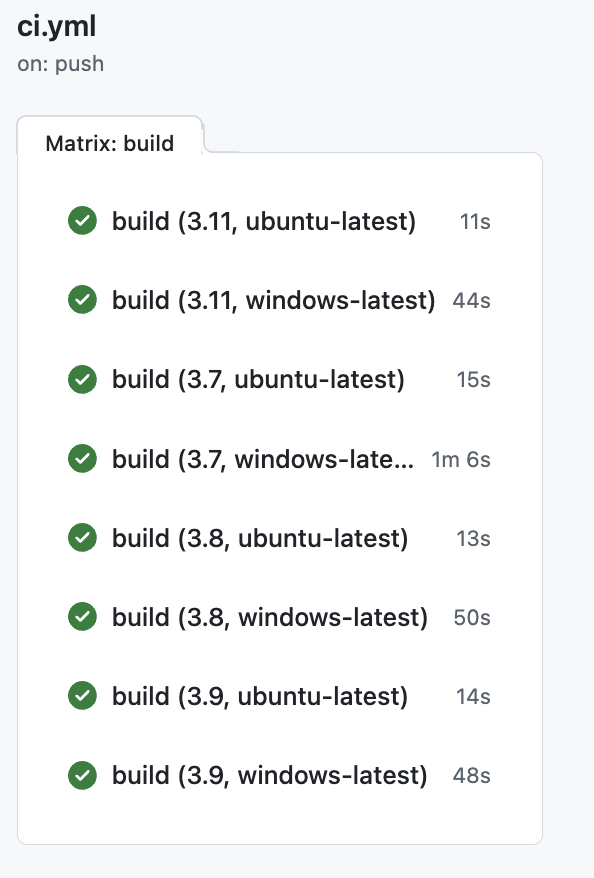 ci.yml
on: push
Matrix: build
build (3.11, ubuntu-latest) 11s
build (3.11, windows-latest) 44s
build (3.7, ubuntu-latest) 15s
build (3.7, windows-late... 1m 6s
build (3.8, ubuntu-latest) 13s
build (3.8, windows-latest) 50s
build (3.9, ubuntu-latest) 14s
build (3.9, windows-latest) 48s